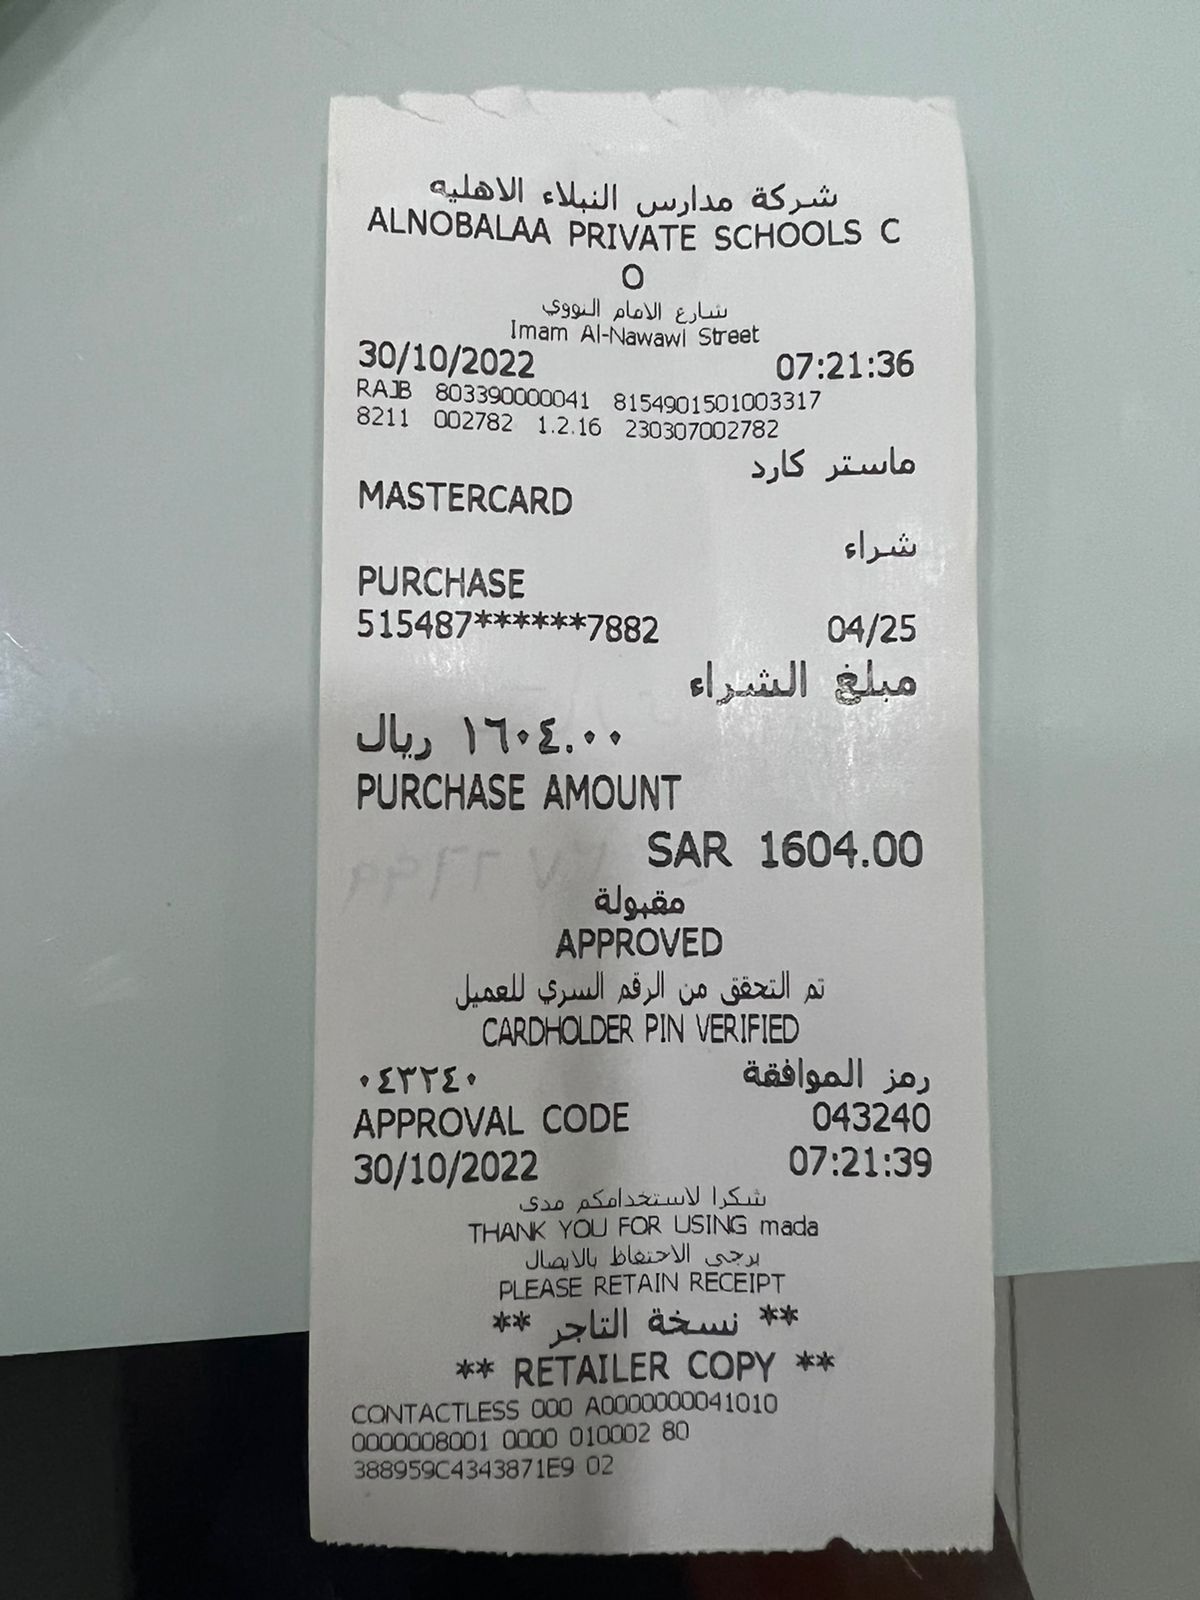 شركة مدارس النبلاء الاهليه
ALNOBALAA PRIVATE SCHOOLS C
O
شارع الامام النووي
Imam Al-Nawawi Street
30/10/2022 07:21:36
RAJB 803390000041 8154901501003317
8211 002782 1.2.16 230307002782
ماستر كارد
MASTERCARD
شراء
PURCHASE
515487******7882 04/25
مبلغ الشراء
١٦٠٤.٠٠ ريال
PURCHASE AMOUNT
SAR 1604.00
مقبولة
APPROVED
تم التحقق من الرقم السري للعميل
CARDHOLDER PIN VERIFIED
رمز الموافقة ٠٤٣٢٤٠
APPROVAL CODE 043240
30/10/2022 07:21:39
شكرا لاستخدامكم مدى
THANK YOU FOR USING mada
يرجى الاحتفاظ بالايصال
PLEASE RETAIN RECEIPT
** نسخة التاجر **
** RETAILER COPY **
CONTACTLESS 000 A0000000041010
0000008001 0000 010002 80
388959C4343871E9 02